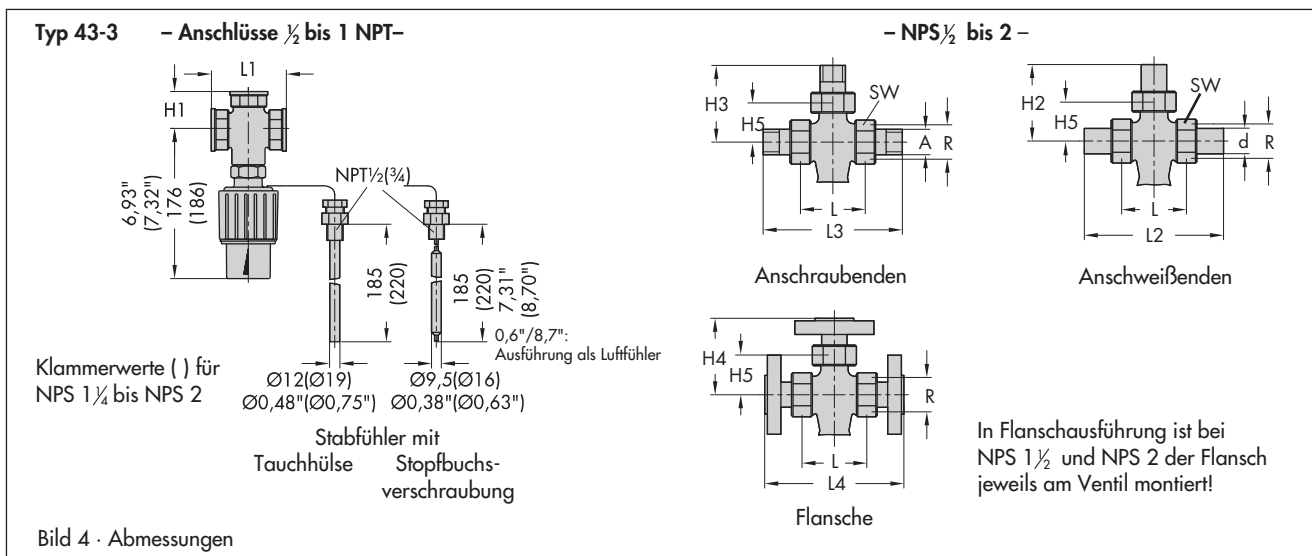 Typ 43-3 – Anschlüsse ½ bis 1 NPT–
L1
H1
6,93"
(7,32")
176
(186)
NPT½(¾)
185
(220)
185
(220)
7,31"
(8,70")
0,6"/8,7":
Ausführung als Luftfühler
Ø12(Ø19)
Ø0,48"(Ø0,75")
Ø9,5(Ø16)
Ø0,38"(Ø0,63")
Stabfühler mit
Tauchhülse
Stopfbuchs-
verschraubung
Klammerwerte ( ) für
NPS 1¼ bis NPS 2
– NPS½ bis 2 –
H3
H5
SW
A
R
L
L3
Anschraubenden
H2
H5
SW
d
R
L
L2
Anschweißenden
H4
H5
R
L
L4
Flansche
In Flanschausführung ist bei
NPS 1½ und NPS 2 der Flansch
jeweils am Ventil montiert!
Bild 4 · Abmessungen